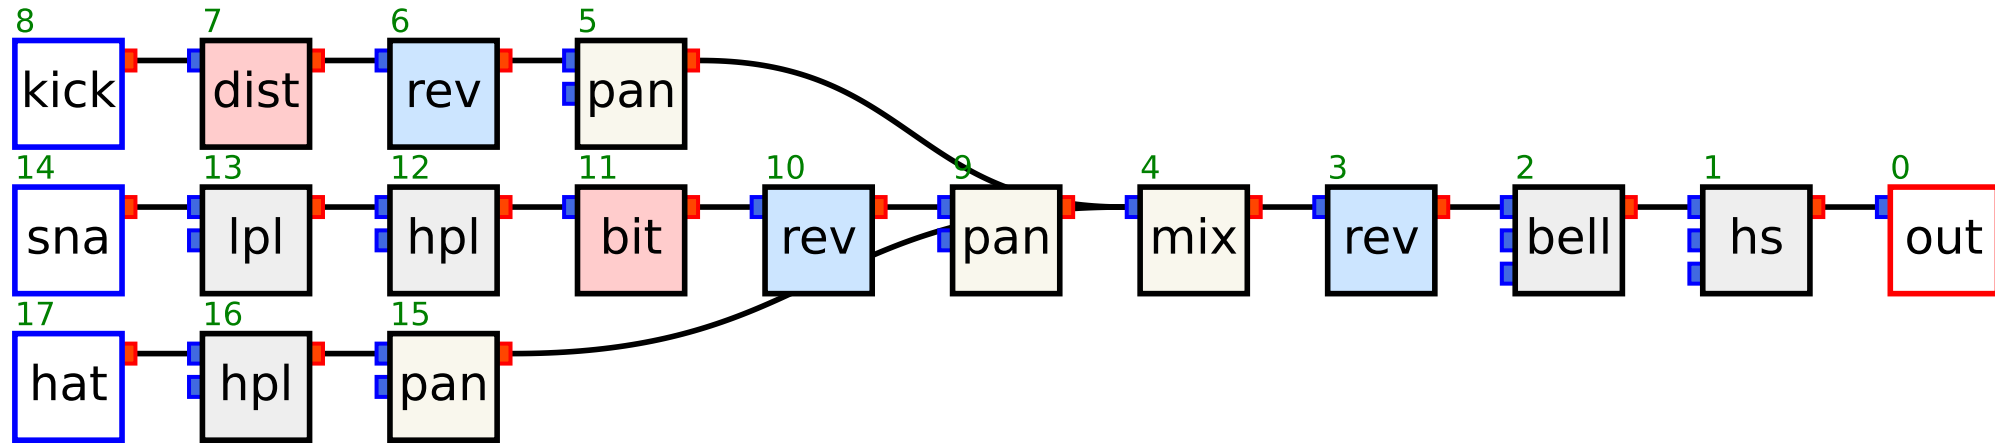 8 7 6 5
kick dist rev pan
14 13 12 11 10 9 4 3 2 1 0
sna lpl hpl bit rev pan mix rev bell hs out
17 16 15
hat hpl pan